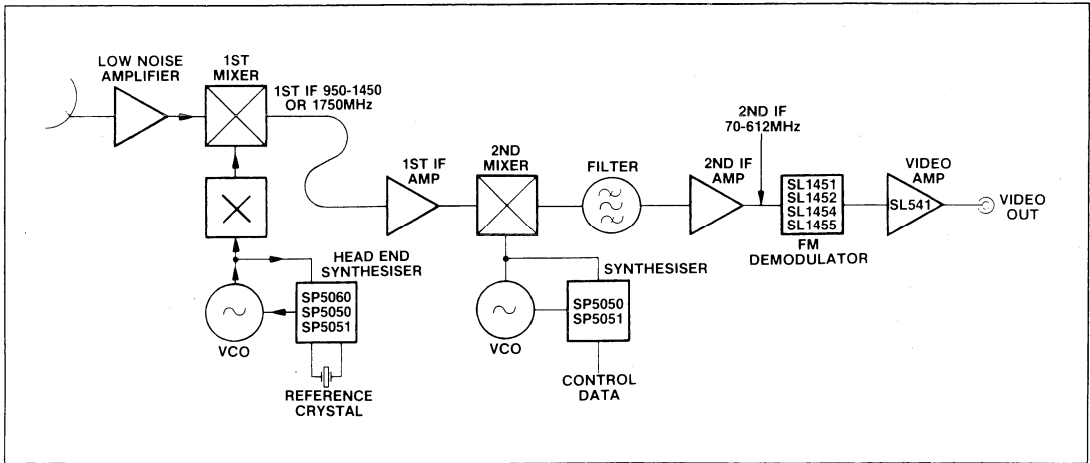 LOW NOISE
AMPLIFIER
1ST
MIXER
1ST IF 950-1450
OR 1750MHz
1ST IF
AMP
2ND
MIXER
FILTER
2ND IF
AMP
2ND IF
70-612MHz
SL1451
SL1452
SL1454
SL1455
FM
DEMODULATOR
VIDEO
AMP
SL541
VIDEO
OUT
HEAD END
SYNTHESISER
SP5060
SP5050
SP5051
VCO
REFERENCE
CRYSTAL
SYNTHESISER
SP5050
SP5051
VCO
CONTROL
DATA